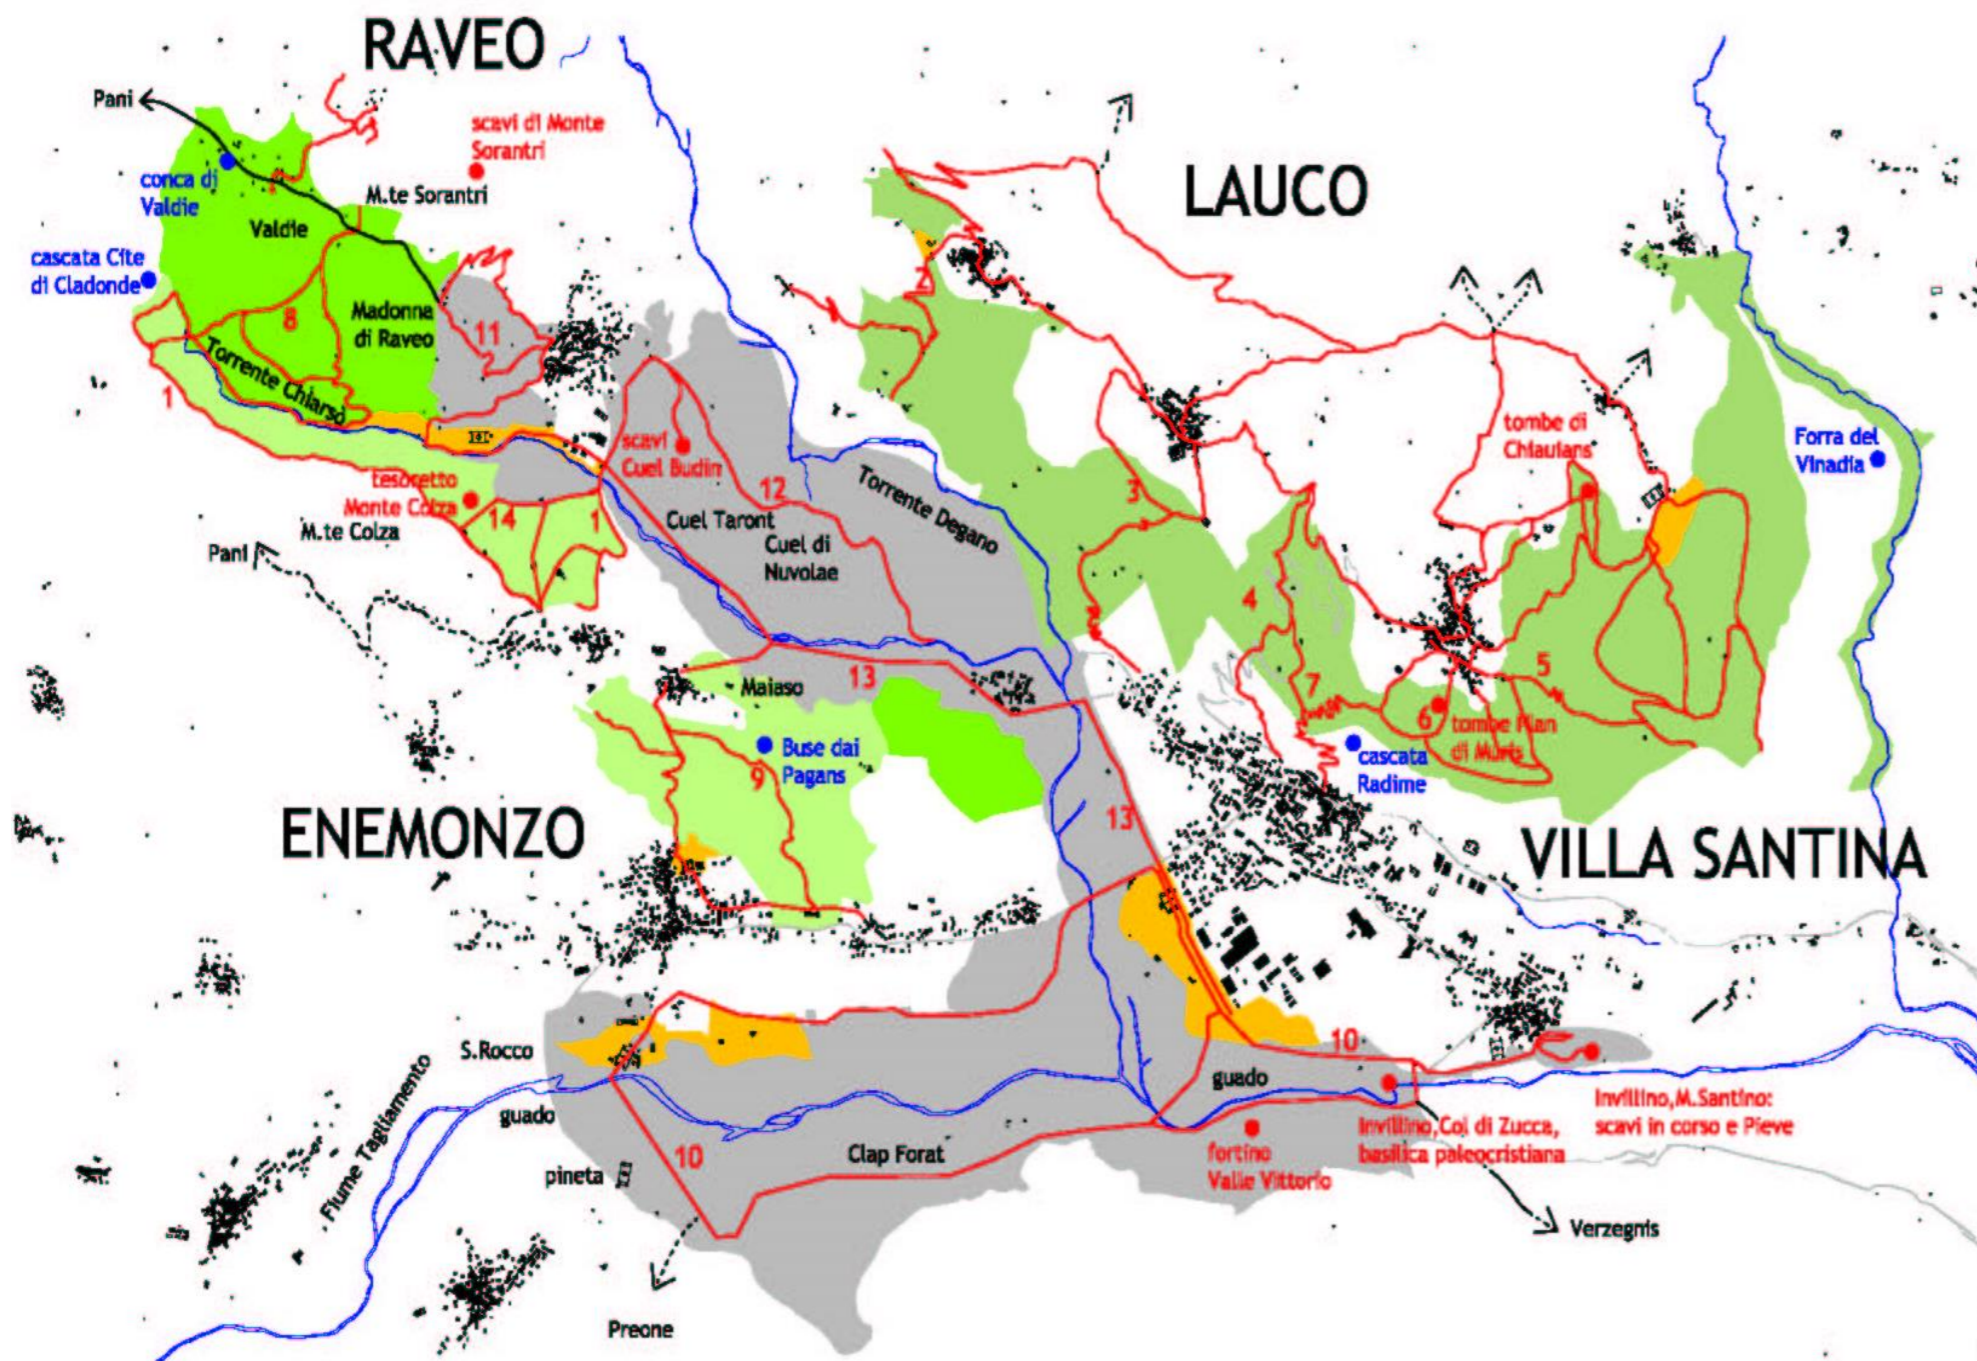 RAVEO
Pani
scavi di Monte
Sorantri
conca di
Valdie
M.te Sorantri
Valdie
LAUCO
cascata Cite
di Cladonde
Madonna
di Raveo
8
11
2
Torrente Chiarsò
1
scavi
Cuel Budin
tesoretto
Monte Colza
14
1
M.te Colza
Pani
12
Cuel Taront
Cuel di
Nuvolae
Torrente Degano
3
tombe di
Chiaulans
Forra del
Vinadia
4
5
7
6
tombe Plan
di Muris
cascata
Radime
13
Maiaso
Buse dai
Pagans
9
13
ENEMONZO
VILLA SANTINA
S.Rocco
guado
Fiume Tagliamento
pineta
10
Clap Forat
guado
10
fortino
Valle Vittorio
Invillino,Col di Zucca,
basilica paleocristiana
Invillino,M.Santino:
scavi in corso e Pieve
Verzegnis
Preone